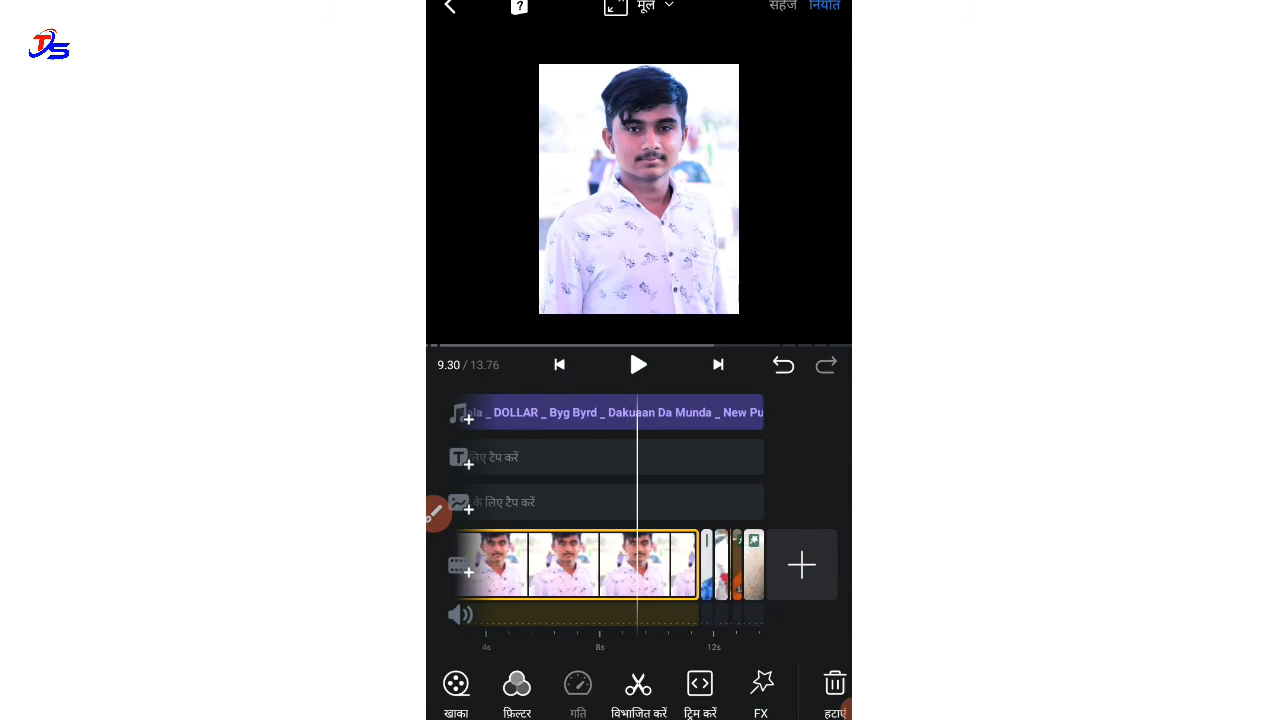 TS
?
मूल
सहेजें
निर्यात
9.30 / 13.76
_ DOLLAR _ Byg Byrd _ Dakuaan Da Munda _ New Pu
लिए टैप करें
के लिए टैप करें
4s
8s
12s
खाका
फ़िल्टर
गति
विभाजित करें
ट्रिम करें
FX
हटाएं